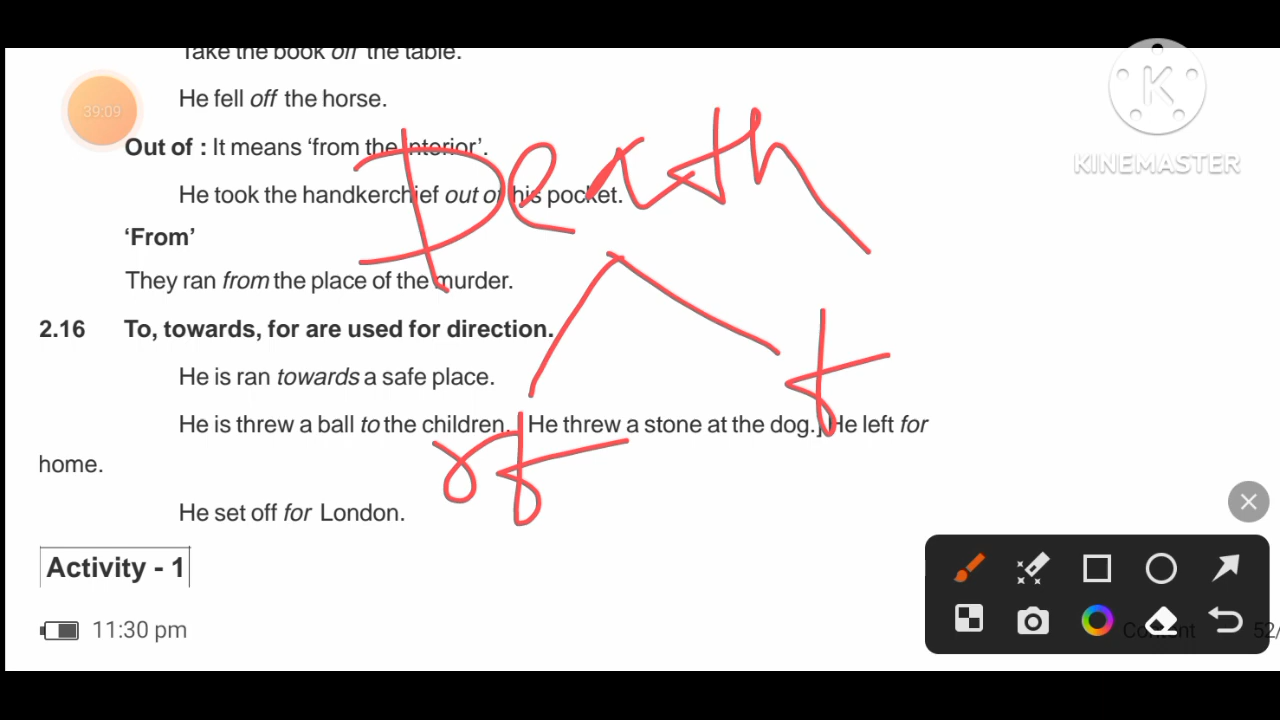 Take the book off the table.
39:09
He fell off the horse.
KINEMASTER
Out of : It means ‘from the interior’.
Death
He took the handkerchief out of his pocket.
‘From’
They ran from the place of the murder.
2.16 To, towards, for are used for direction.
He is ran towards a safe place.
f
He is threw a ball to the children. [He threw a stone at the dog.] He left for
of
home.
He set off for London.
Activity - 1
11:30 pm
Content 52/